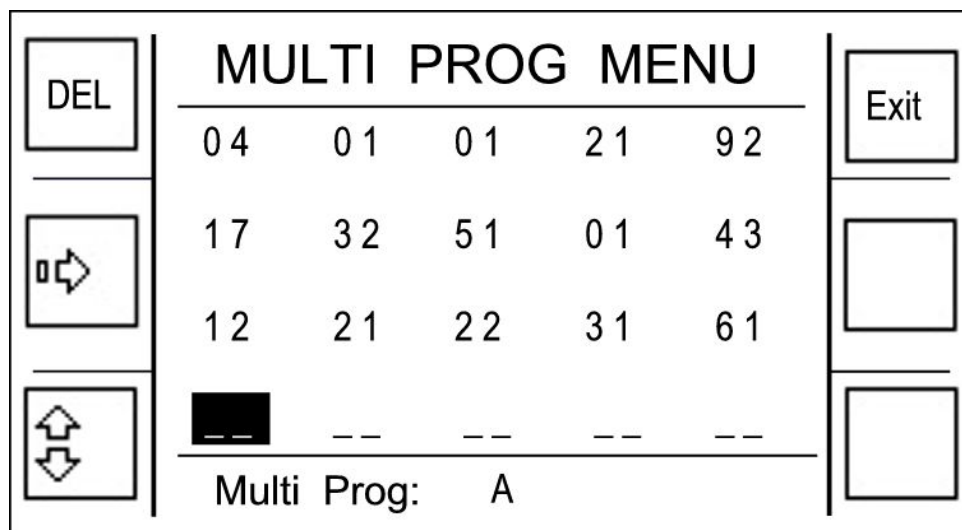 MULTI PROG MENU
DEL
Exit
04 01 01 21 92
17 32 51 01 43
12 21 22 31 61
__ __ __ __ __
Multi Prog: A